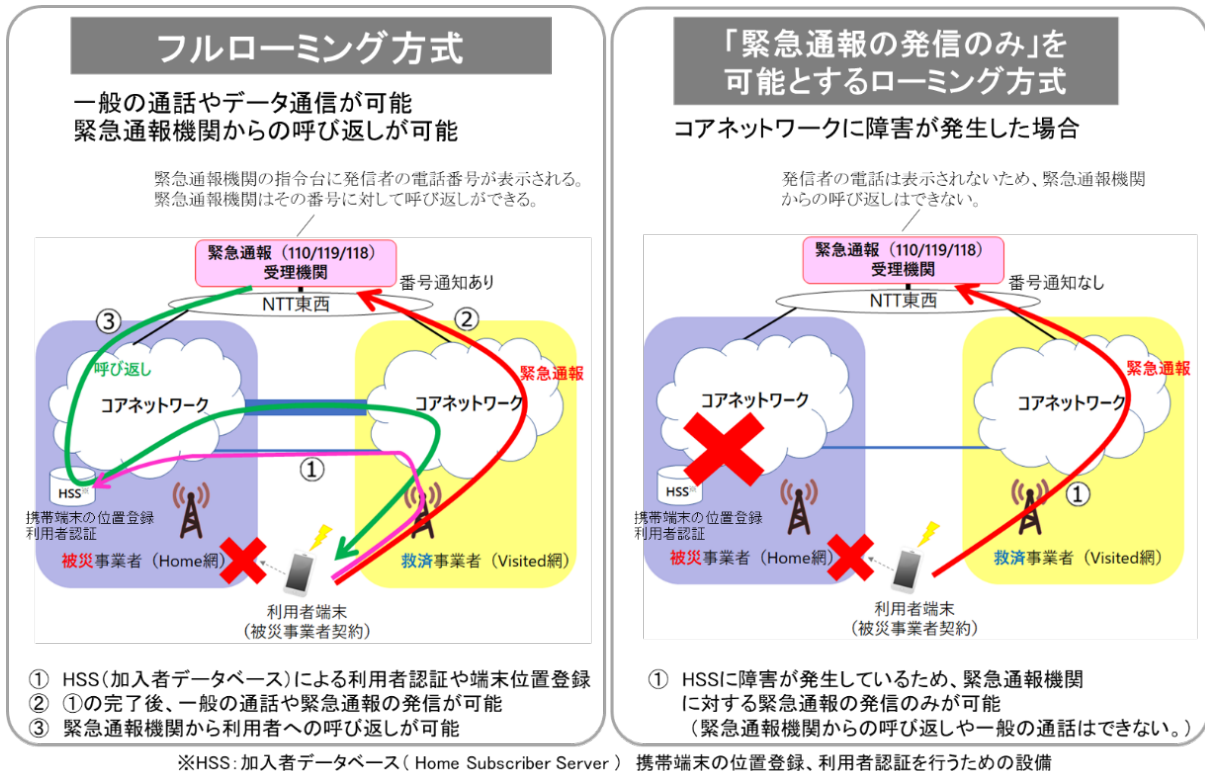 フルローミング方式
一般の通話やデータ通信が可能
緊急通報機関からの呼び返しが可能
緊急通報機関の指令台に発信者の電話番号が表示される。
緊急通報機関はその番号に対して呼び返しができる。
緊急通報（110/119/118）
受理機関
番号通知あり
NTT東西
③
②
呼び返し
緊急通報
コアネットワーク
コアネットワーク
①
HSS※
携帯端末の位置登録
利用者認証
被災事業者（Home網）
救済事業者（Visited網）
利用者端末
（被災事業者契約）
① HSS（加入者データベース）による利用者認証や端末位置登録
② ①の完了後、一般の通話や緊急通報の発信が可能
③ 緊急通報機関から利用者への呼び返しが可能
「緊急通報の発信のみ」を
可能とするローミング方式
コアネットワークに障害が発生した場合
発信者の電話は表示されないため、緊急通報機関
からの呼び返しはできない。
緊急通報（110/119/118）
受理機関
番号通知なし
NTT東西
緊急通報
コアネットワーク
コアネットワーク
HSS※
①
携帯端末の位置登録
利用者認証
被災事業者（Home網）
救済事業者（Visited網）
利用者端末
（被災事業者契約）
① HSSに障害が発生しているため、緊急通報機関
に対する緊急通報の発信のみが可能
（緊急通報機関からの呼び返しや一般の通話はできない。）
※HSS：加入者データベース（ Home Subscriber Server ） 携帯端末の位置登録、利用者認証を行うための設備